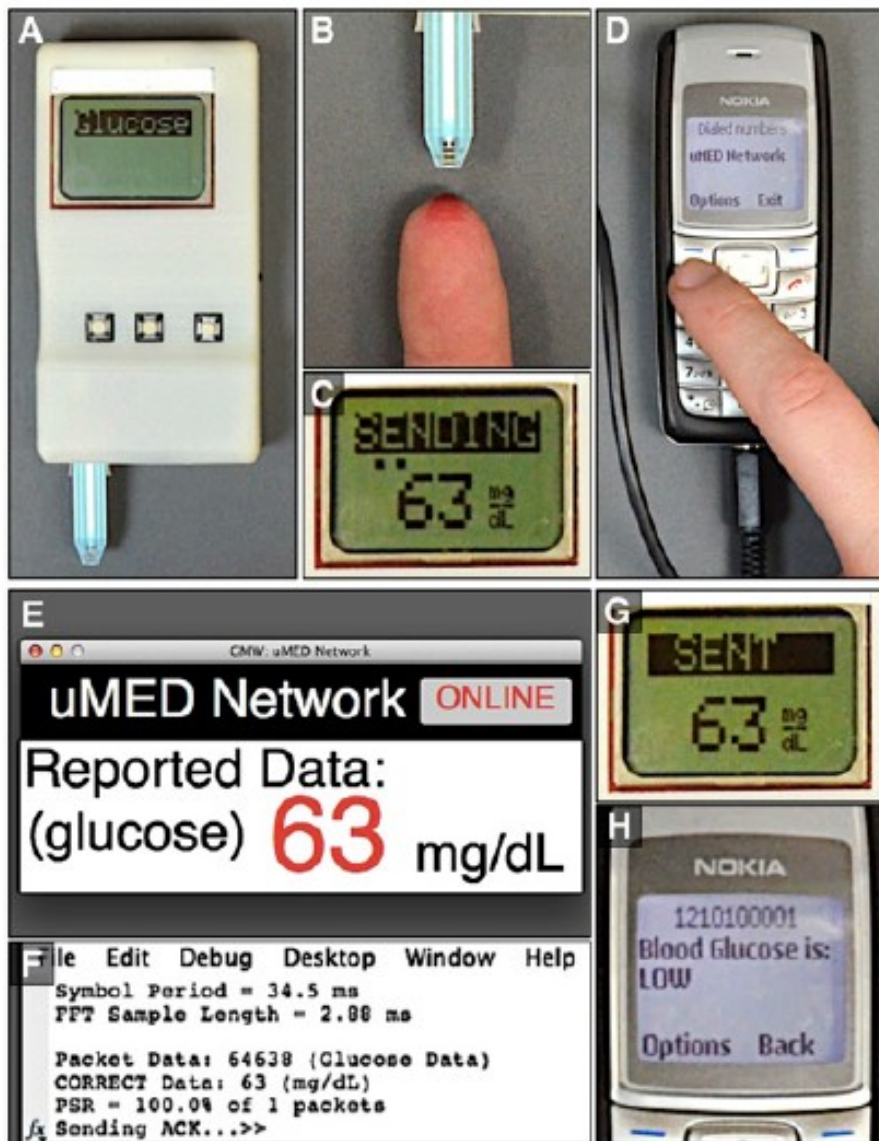 A
Glucose
B
C
SENDING
63 mg/dL
D
NOKIA
Dialed numbers
uMED Network
Options Exit
E
CMW: uMED Network
uMED Network ONLINE
Reported Data:
(glucose) 63 mg/dL
F
File Edit Debug Desktop Window Help
Symbol Period = 34.5 ms
FFT Sample Length = 2.88 ms
Packet Data: 64638 (Glucose Data)
CORRECT Data: 63 (mg/dL)
PSR = 100.0% of 1 packets
fx Sending ACK...>>
G
SENT
63 mg/dL
H
NOKIA
1210100001
Blood Glucose is:
LOW
Options Back